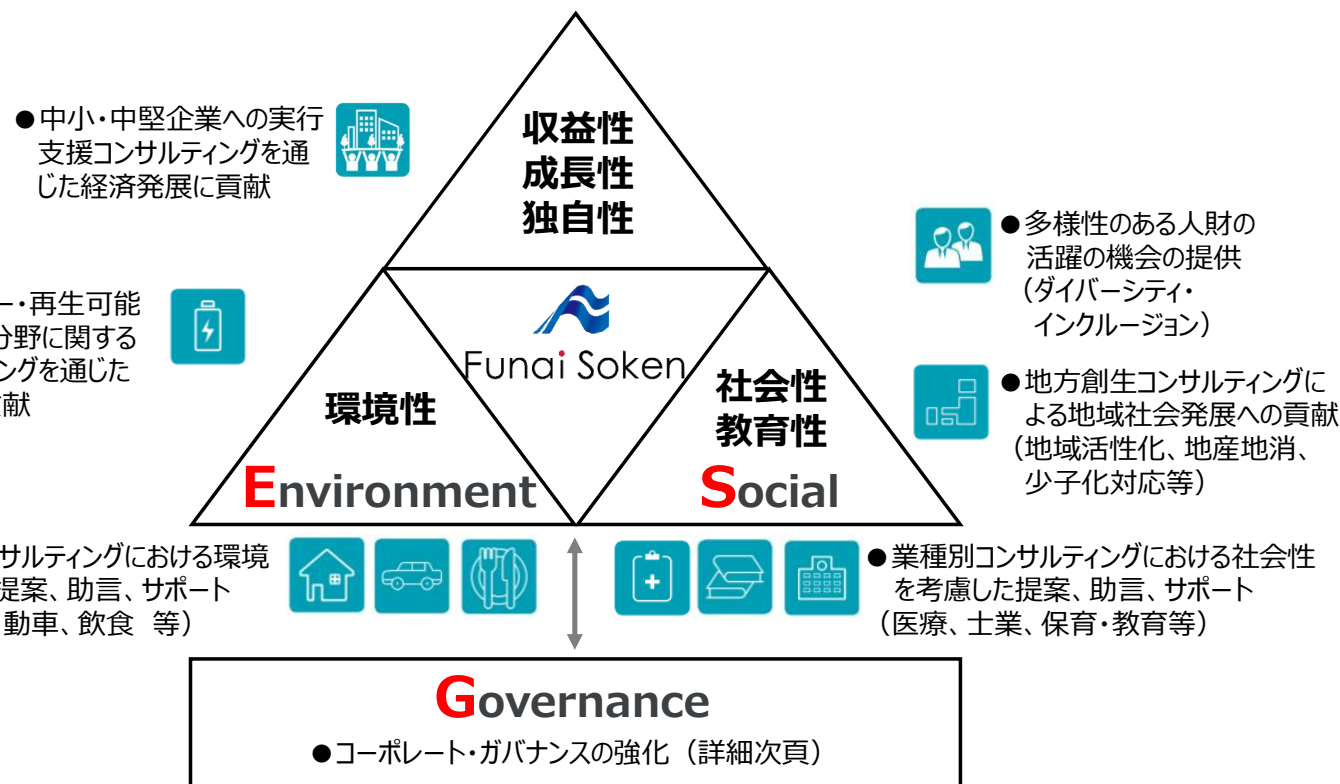 ●中小・中堅企業への実行
支援コンサルティングを通
じた経済発展に貢献
収益性
成長性
独自性
●多様性のある人財の
活躍の機会の提供
（ダイバーシティ・
インクルージョン）
ー・再生可能
分野に関する
ングを通じた
献
Funai Soken
環境性
Environment
社会性
教育性
Social
●地方創生コンサルティングに
よる地域社会発展への貢献
（地域活性化、地産地消、
少子化対応等）
サルティングにおける環境
提案、助言、サポート
動車、飲食 等）
●業種別コンサルティングにおける社会性
を考慮した提案、助言、サポート
（医療、士業、保育・教育等）
Governance
●コーポレート・ガバナンスの強化（詳細次頁）